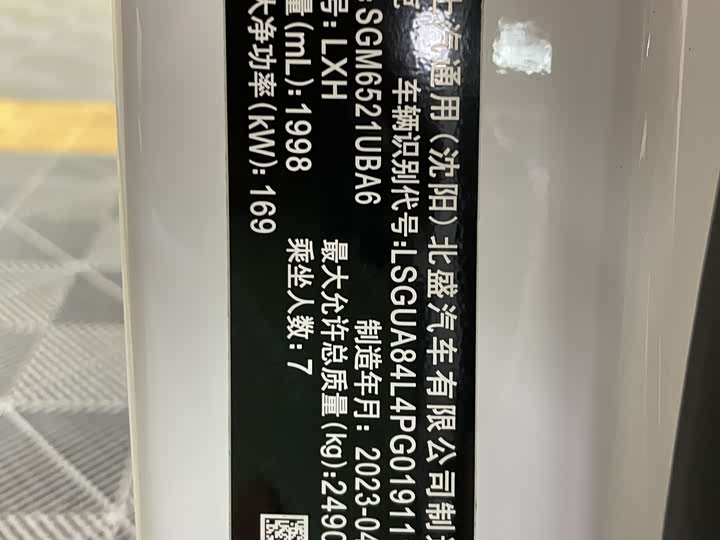 上汽通用(沈阳)北盛汽车有限公司制造
车辆识别代号:LSGUA84L4PG01911
:SGM6521UBA6
制造年月: 2023-04
号: LXH
最大允许总质量(kg):2490
量(mL):1998
乘坐人数:7
大净功率(kW):169